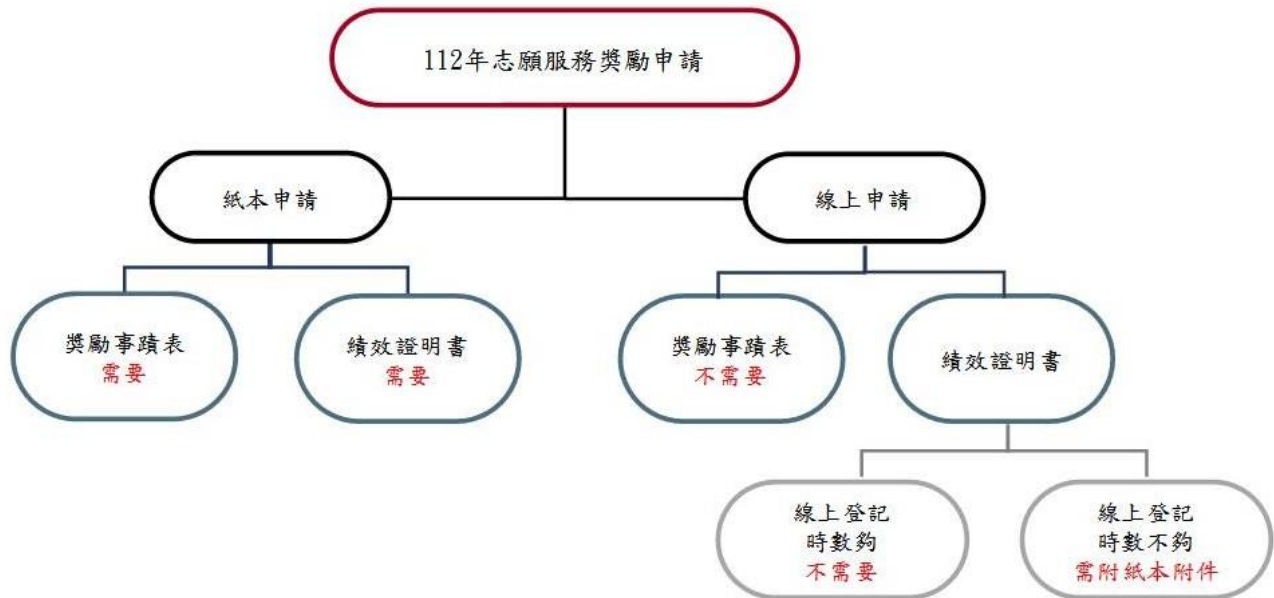 112年志願服務獎勵申請
紙本申請
線上申請
獎勵事蹟表
需要
績效證明書
需要
獎勵事蹟表
不需要
績效證明書
線上登記
時數夠
不需要
線上登記
時數不夠
需附紙本附件